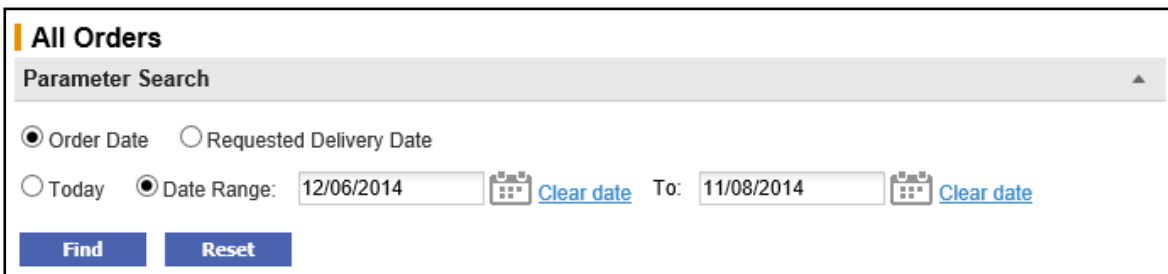 All Orders
Parameter Search
Order Date Requested Delivery Date
Today Date Range: 12/06/2014 Clear date To: 11/08/2014 Clear date
Find Reset